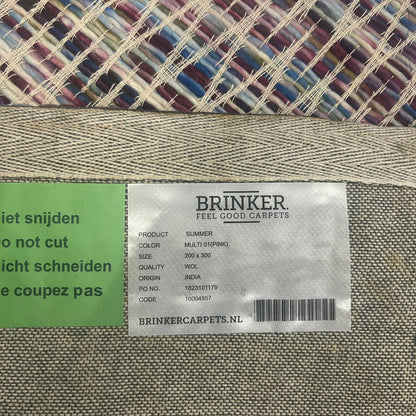 iet snijden
o not cut
icht schneiden
e coupez pas
BRINKER.
FEEL GOOD CARPETS
PRODUCT SUMMER
COLOR MULTI 01(PINK)
SIZE 200 x 300
QUALITY WOL
ORIGIN INDIA
PO NO. 1823101179
CODE 10004857
BRINKERCARPETS.NL